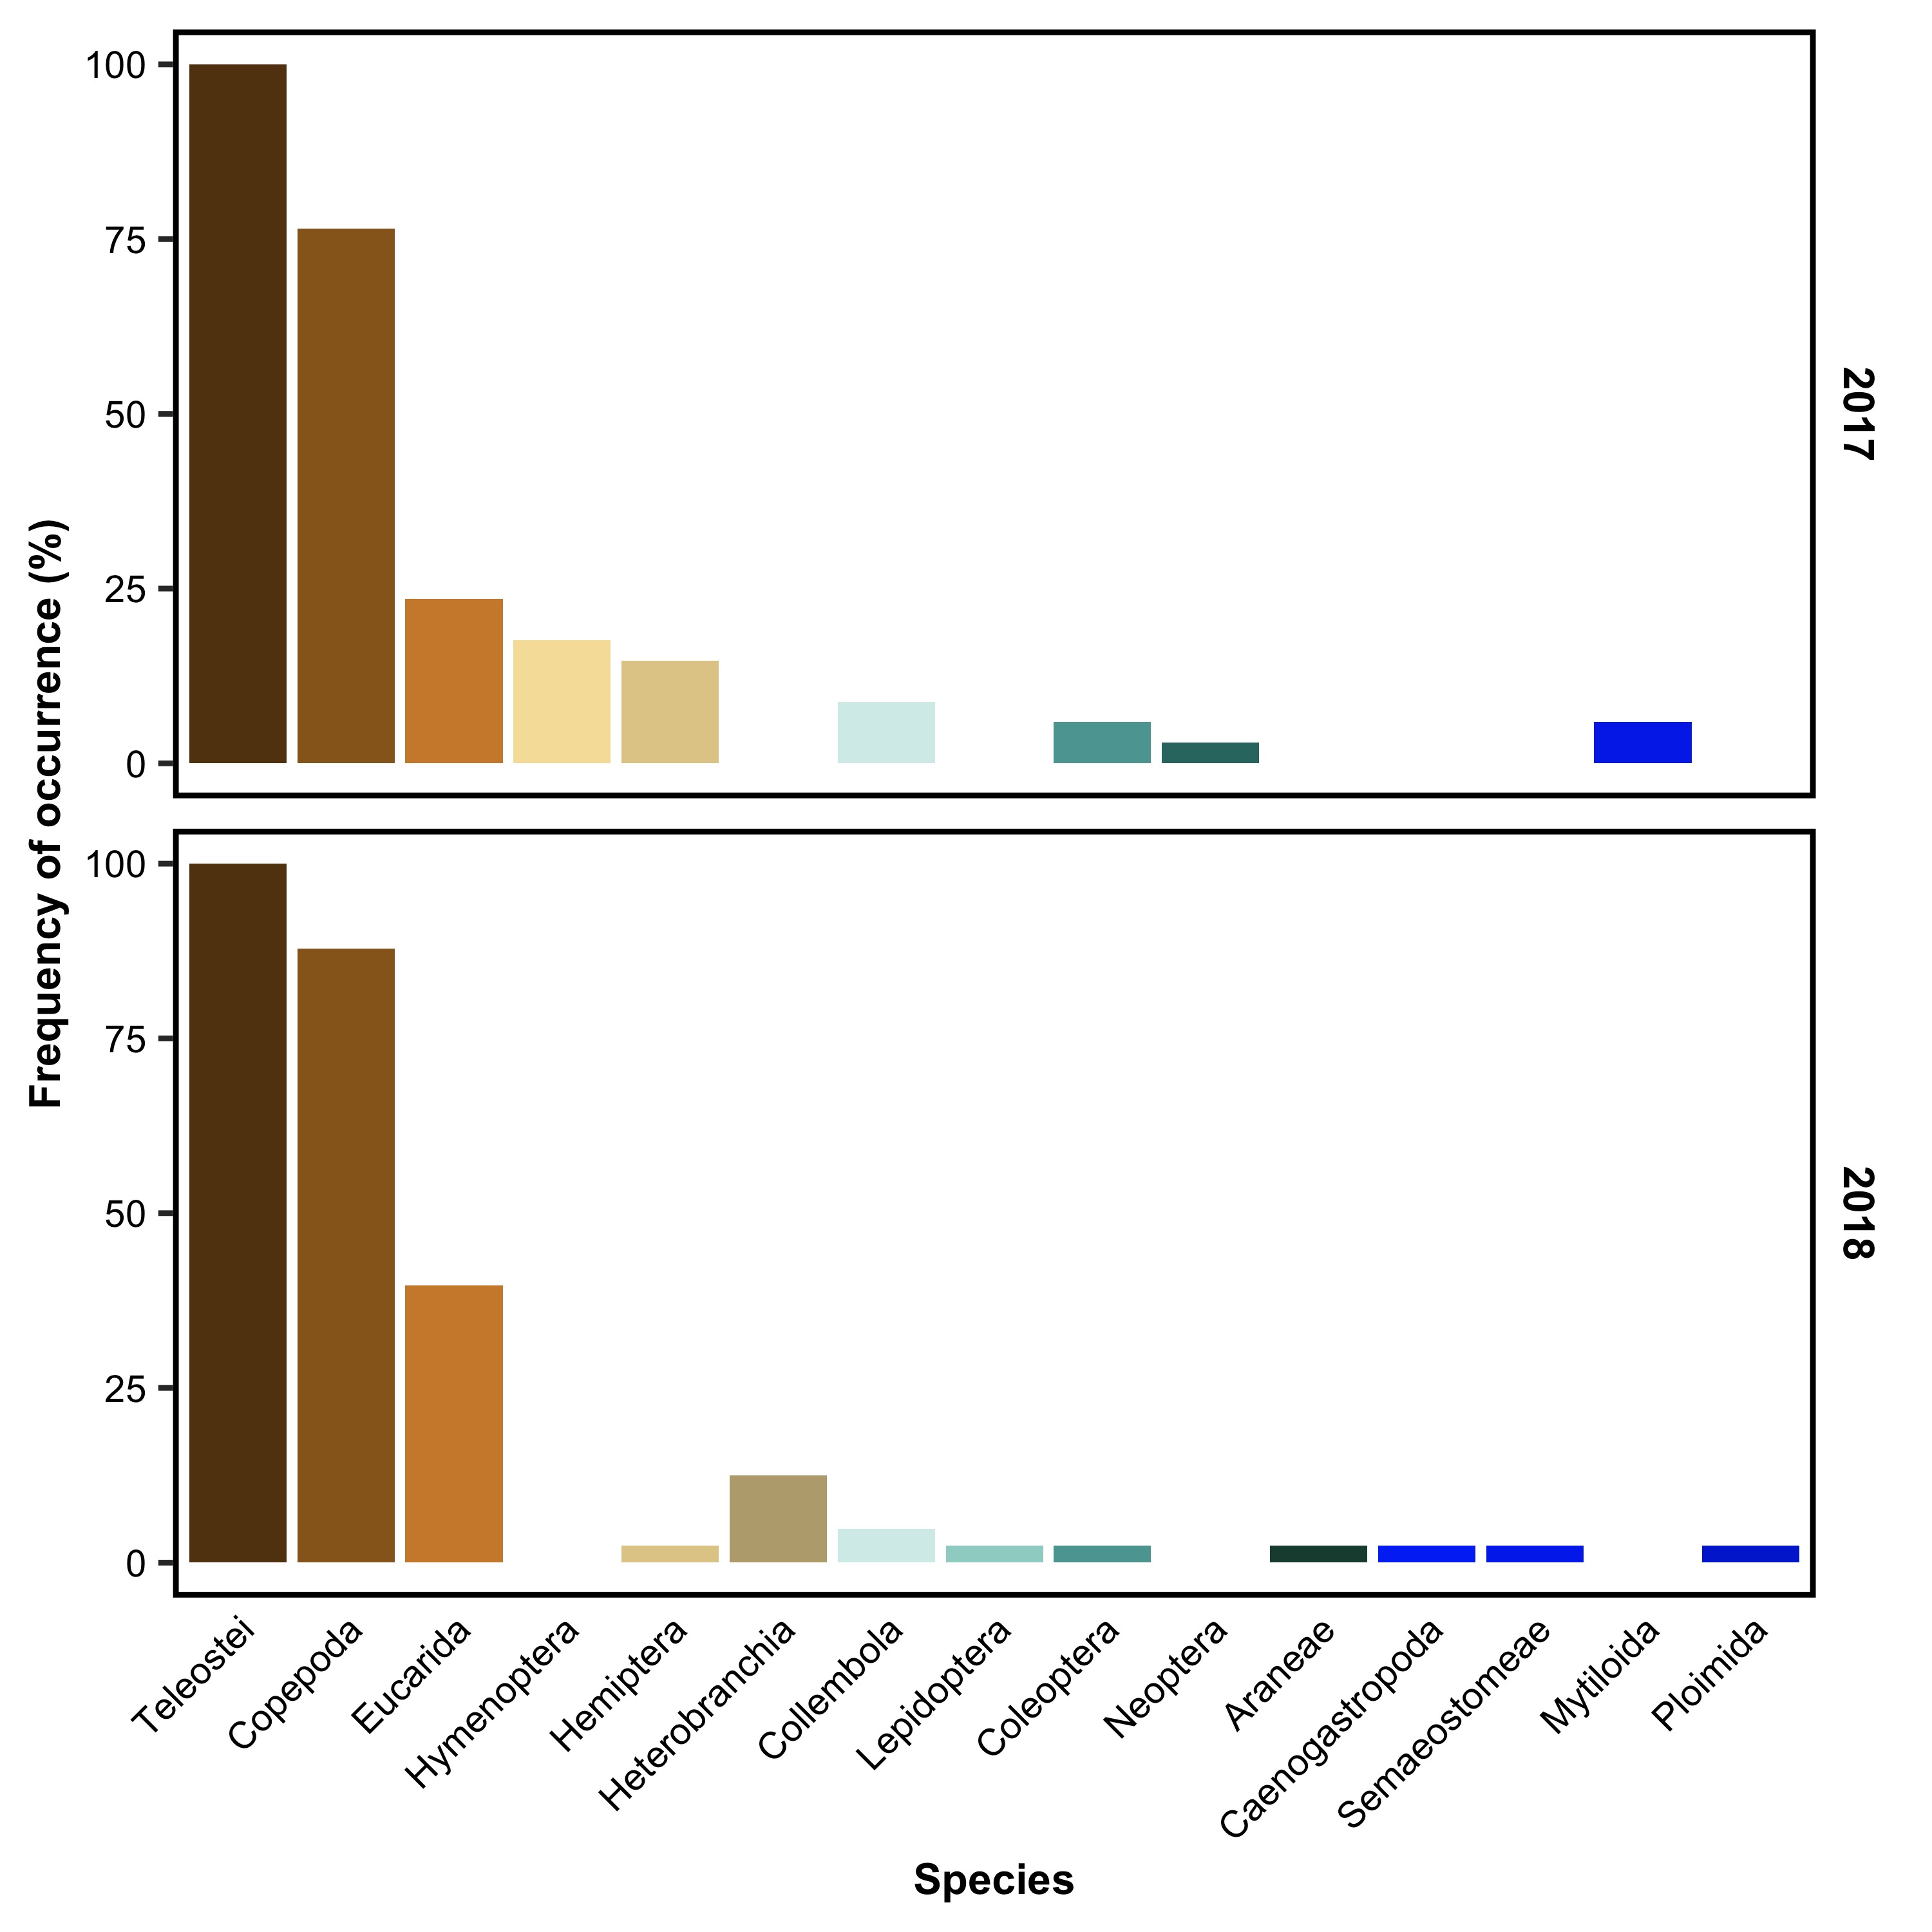 Frequency of occurrence (%)
100
75
50
25
0
2017
100
75
50
25
0
2018
Teleostei
Copepoda
Eucarida
Hymenoptera
Hemiptera
Heterobranchia
Collembola
Lepidoptera
Coleoptera
Neoptera
Araneae
Caenogastropoda
Semaeostomeae
Mytiloida
Ploimida
Species